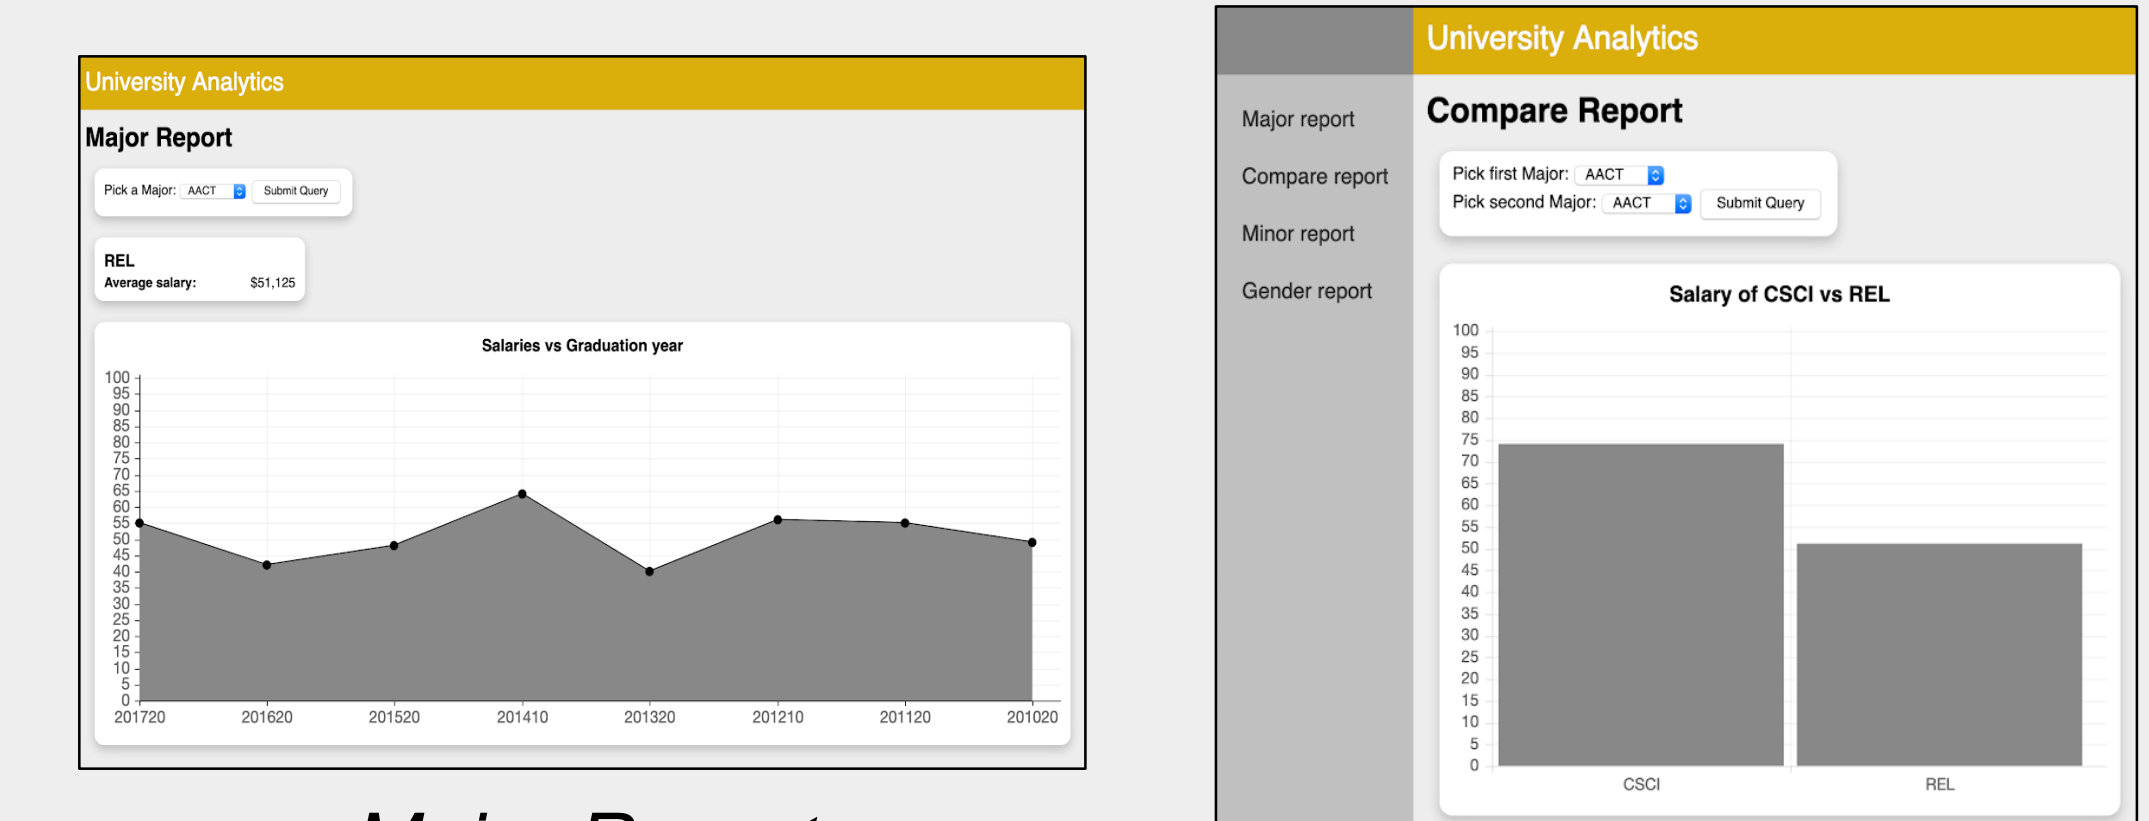 University Analytics
Major Report
Pick a Major: AACT Submit Query
REL
Average salary: $51,125
Salaries vs Graduation year
100
95
90
85
80
75
70
65
60
55
50
45
40
35
30
25
20
15
10
5
0
201720 201620 201520 201410 201320 201210 201120 201020
Major Report
University Analytics
Major report
Compare report
Minor report
Gender report
Compare Report
Pick first Major: AACT
Pick second Major: AACT Submit Query
Salary of CSCI vs REL
100
95
90
85
80
75
70
65
60
55
50
45
40
35
30
25
20
15
10
5
0
CSCI REL